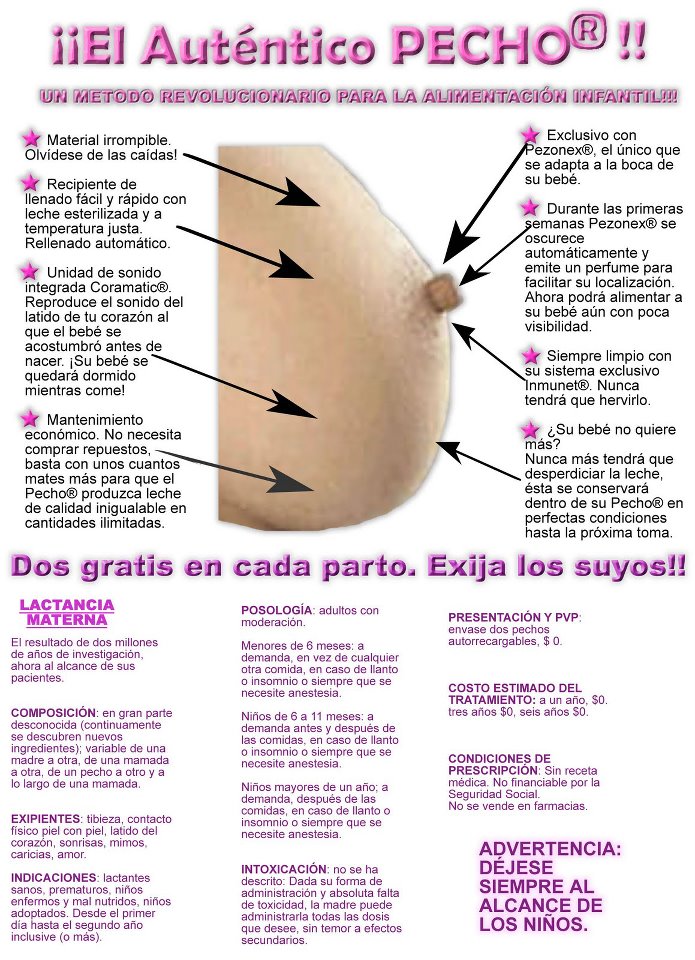 ¡¡El Auténtico PECHO® !!
UN METODO REVOLUCIONARIO PARA LA ALIMENTACIÓN INFANTIL!!!
Material irrompible.
Olvídese de las caídas!
Recipiente de
llenado fácil y rápido con
leche esterilizada y a
temperatura justa.
Rellenado automático.
Unidad de sonido
integrada Coramatic®.
Reproduce el sonido del
latido de tu corazón al
que el bebé se
acostumbró antes de
nacer. ¡Su bebé se
quedará dormido
mientras come!
Mantenimiento
económico. No necesita
comprar repuestos,
basta con unos cuantos
mates más para que el
Pecho® produzca leche
de calidad inigualable en
cantidades ilimitadas.
Exclusivo con
Pezonex®, el único que
se adapta a la boca de
su bebé.
Durante las primeras
semanas Pezonex® se
oscurece
automáticamente y
emite un perfume para
facilitar su localización.
Ahora podrá alimentar a
su bebé aún con poca
visibilidad.
Siempre limpio con
su sistema exclusivo
Inmunet®. Nunca
tendrá que hervirlo.
¿Su bebé no quiere
más?
Nunca más tendrá que
desperdiciar la leche,
ésta se conservará
dentro de su Pecho® en
perfectas condiciones
hasta la próxima toma.
Dos gratis en cada parto. Exija los suyos!!
LACTANCIA
MATERNA
El resultado de dos millones
de años de investigación,
ahora al alcance de sus
pacientes.
COMPOSICIÓN: en gran parte
desconocida (continuamente
se descubren nuevos
ingredientes); variable de una
madre a otra, de una mamada
a otra, de un pecho a otro y a
lo largo de una mamada.
EXIPIENTES: tibieza, contacto
físico piel con piel, latido del
corazón, sonrisas, mimos,
caricias, amor.
INDICACIONES: lactantes
sanos, prematuros, niños
enfermos y mal nutridos, niños
adoptados. Desde el primer
día hasta el segundo año
inclusive (o más).
POSOLOGÍA: adultos con
moderación.
Menores de 6 meses: a
demanda, en vez de cualquier
otra comida, en caso de llanto
o insomnio o siempre que se
necesite anestesia.
Niños de 6 a 11 meses: a
demanda antes y después de
las comidas, en caso de llanto
o insomnio o siempre que se
necesite anestesia.
Niños mayores de un año; a
demanda, después de las
comidas, en caso de llanto o
insomnio o siempre que se
necesite anestesia.
INTOXICACIÓN: no se ha
descrito: Dada su forma de
administración y absoluta falta
de toxicidad, la madre puede
administrarla todas las dosis
que desee, sin temor a efectos
secundarios.
PRESENTACIÓN Y PVP:
envase dos pechos
autorrecargables, $ 0.
COSTO ESTIMADO DEL
TRATAMIENTO: a un año, $0.
tres años $0, seis años $0.
CONDICIONES DE
PRESCRIPCIÓN: Sin receta
médica. No financiable por la
Seguridad Social.
No se vende en farmacias.
ADVERTENCIA:
DÉJESE
SIEMPRE AL
ALCANCE DE
LOS NIÑOS.